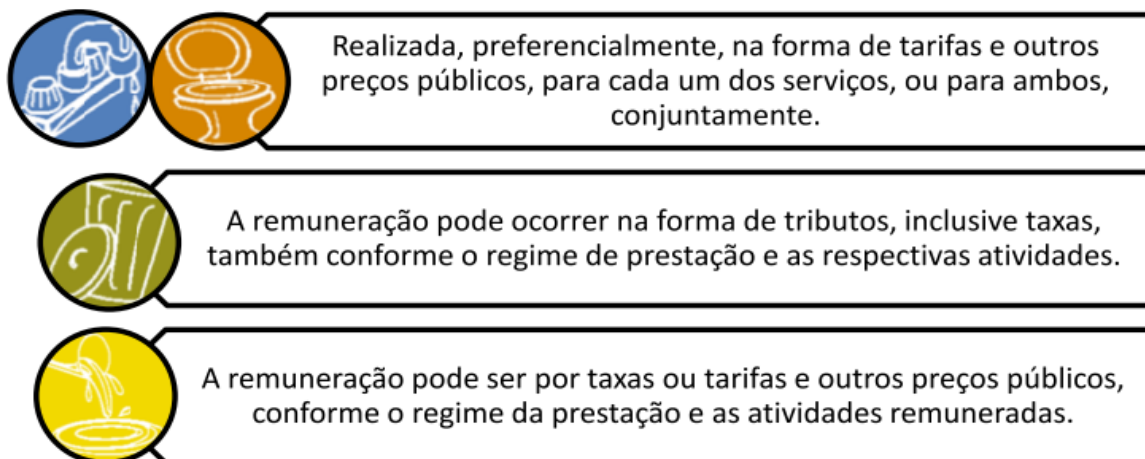 Realizada, preferencialmente, na forma de tarifas e outros
preços públicos, para cada um dos serviços, ou para ambos,
conjuntamente.
A remuneração pode ocorrer na forma de tributos, inclusive taxas,
também conforme o regime de prestação e as respectivas atividades.
A remuneração pode ser por taxas ou tarifas e outros preços públicos,
conforme o regime da prestação e as atividades remuneradas.